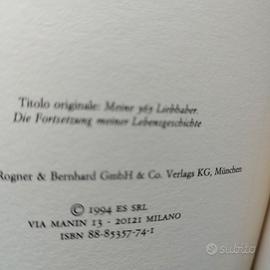 Titolo originale: Meine 365 Liebhaber.
Die Fortsetzung meiner Lebensgeschichte
Rogner & Bernhard GmbH & Co. Verlags KG, München
© 1994 ES SRL
VIA MANIN 13 - 20121 MILANO
ISBN 88-85357-74-1
subito